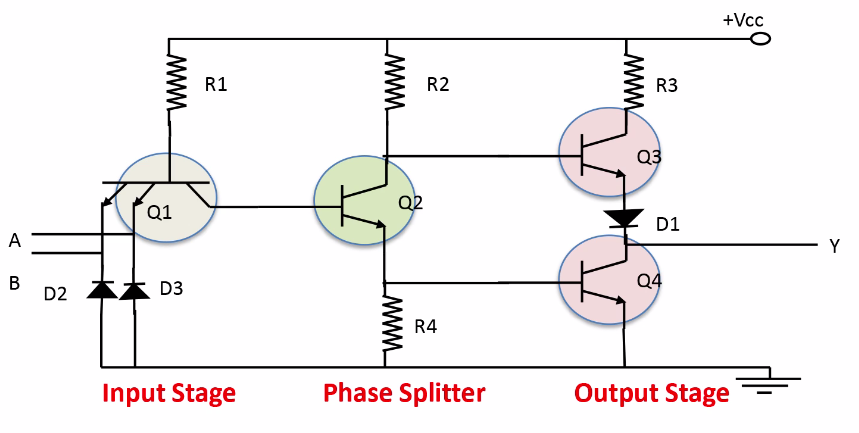 +Vcc
R1
R2
R3
Q3
Q1
Q2
D1
A
Y
B
D2
D3
Q4
R4
Input Stage
Phase Splitter
Output Stage